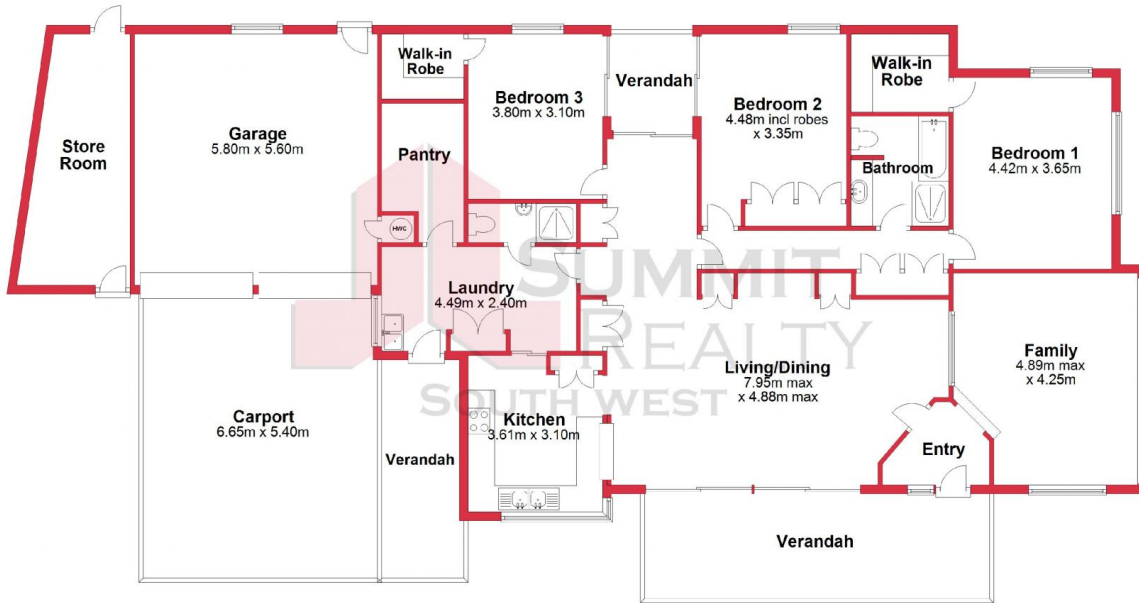 Walk-in
Robe
Verandah
Walk-in
Robe
Bedroom 3
3.80m x 3.10m
Bedroom 2
4.48m incl robes
x 3.35m
Garage
5.80m x 5.60m
Store
Room
Pantry
Bathroom
Bedroom 1
4.42m x 3.65m
HWC
SUMMIT
REALTY
SOUTH WEST
Laundry
4.49m x 2.40m
Living/Dining
7.95m max
x 4.88m max
Family
4.89m max
x 4.25m
Carport
6.65m x 5.40m
Kitchen
3.61m x 3.10m
Verandah
Entry
Verandah